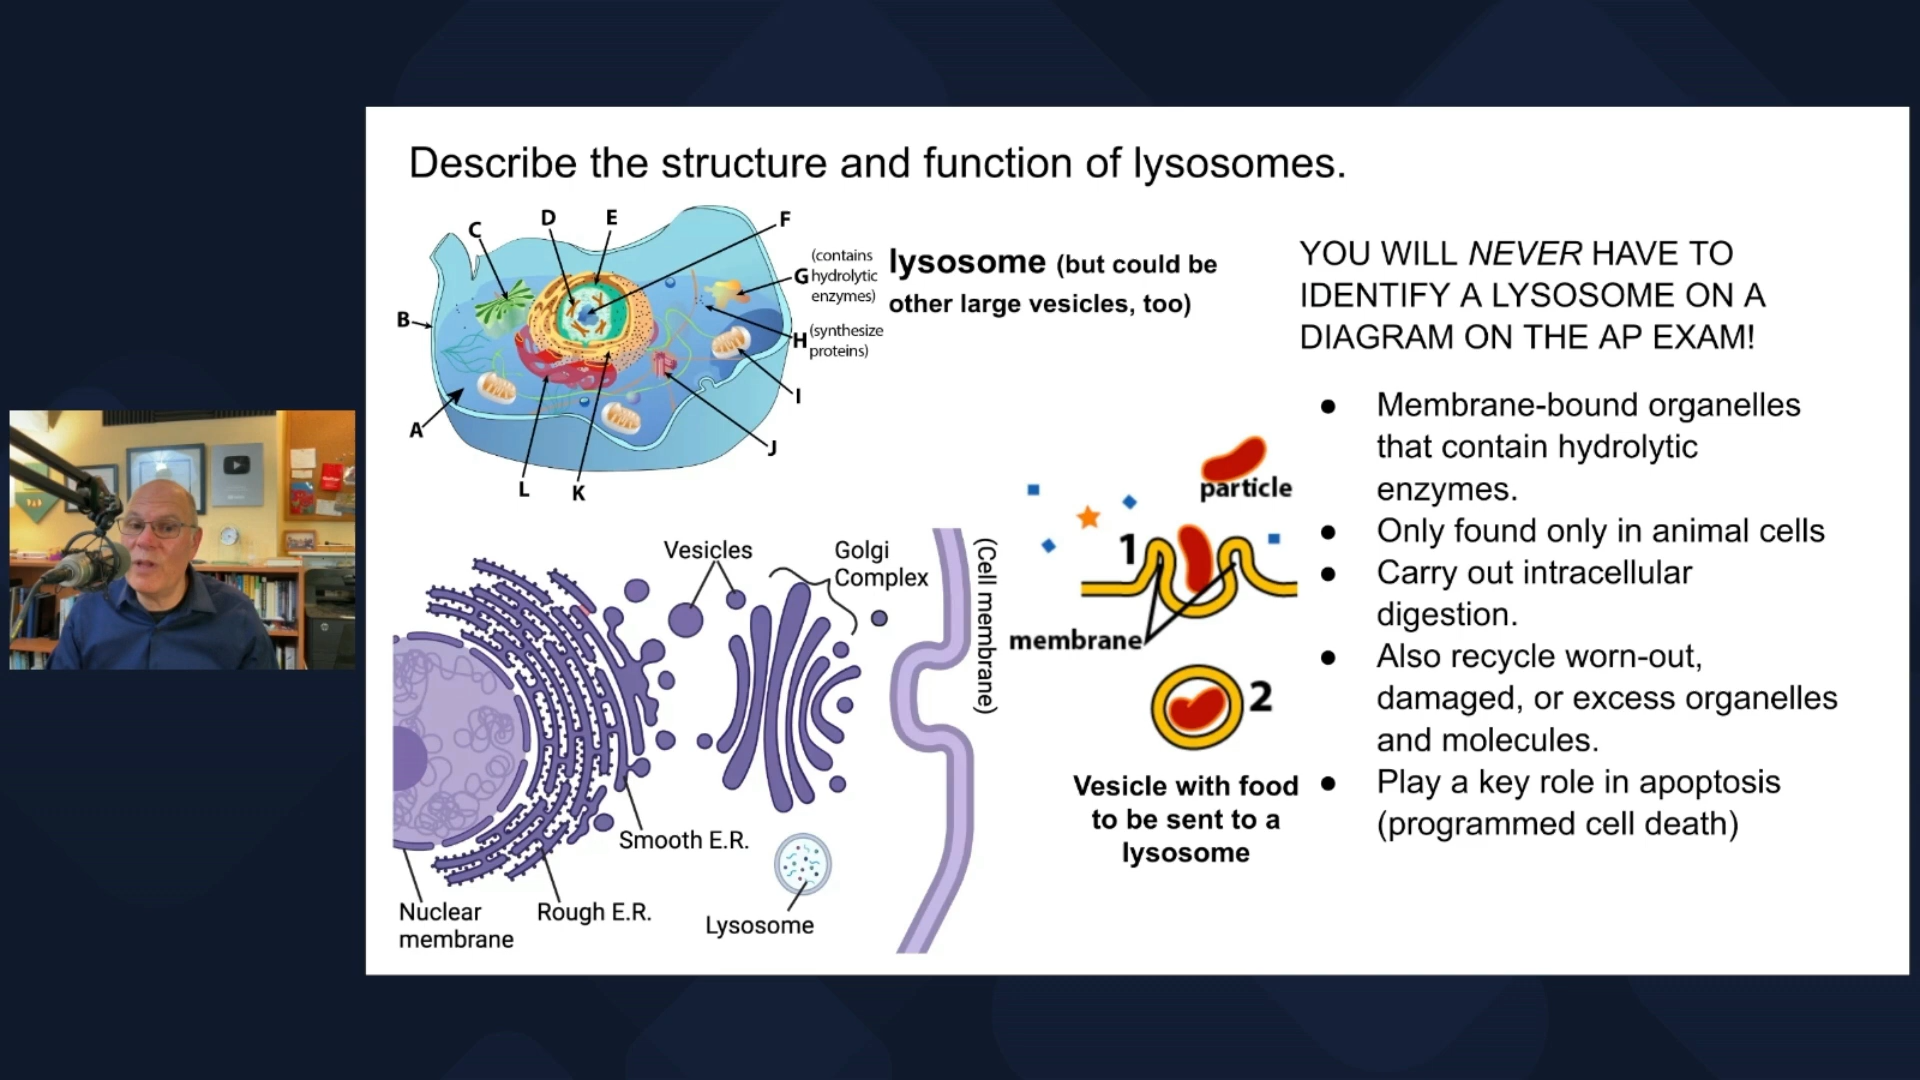 Describe the structure and function of lysosomes.
C
D
E
F
B
A
L
K
J
I
G
(contains
hydrolytic
enzymes)
H
(synthesize
proteins)
lysosome (but could be
other large vesicles, too)
YOU WILL NEVER HAVE TO
IDENTIFY A LYSOSOME ON A
DIAGRAM ON THE AP EXAM!
● Membrane-bound organelles
that contain hydrolytic
enzymes.
● Only found only in animal cells
● Carry out intracellular
digestion.
● Also recycle worn-out,
damaged, or excess organelles
and molecules.
● Play a key role in apoptosis
(programmed cell death)
Vesicles
Golgi
Complex
(Cell membrane)
Smooth E.R.
Rough E.R.
Nuclear
membrane
Lysosome
particle
1
membrane
2
Vesicle with food
to be sent to a
lysosome